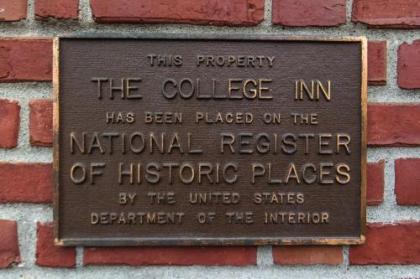 THIS PROPERTY
THE COLLEGE INN
HAS BEEN PLACED ON THE
NATIONAL REGISTER
OF HISTORIC PLACES
BY THE UNITED STATES
DEPARTMENT OF THE INTERIOR